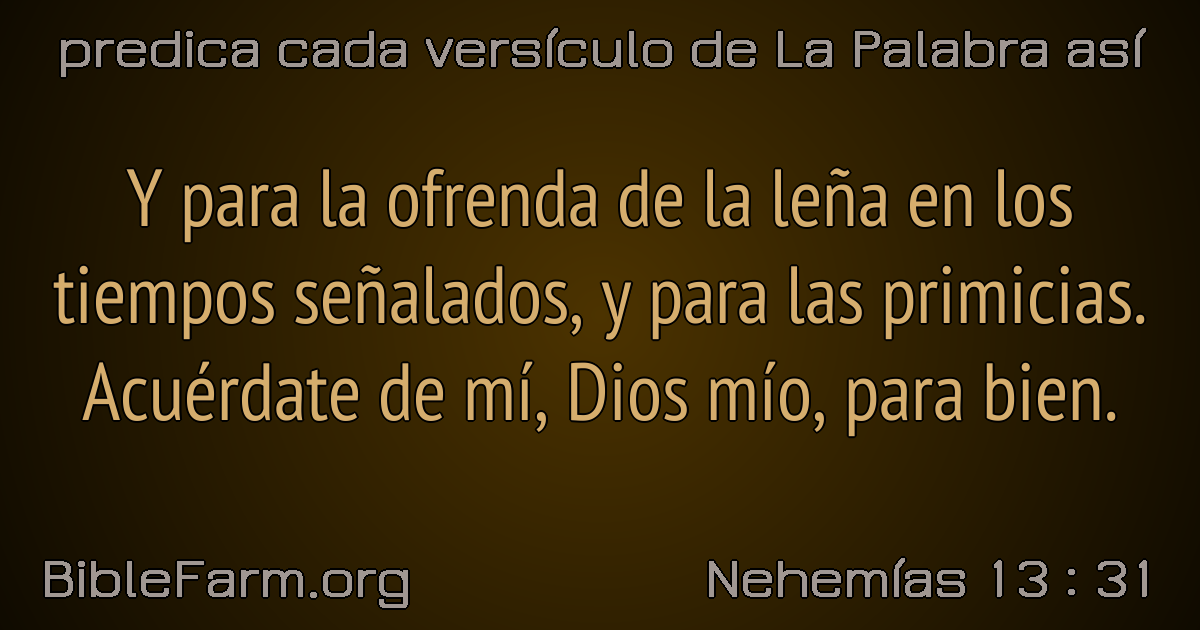 predica cada versículo de La Palabra así
Y para la ofrenda de la leña en los
tiempos señalados, y para las primicias.
Acuérdate de mí, Dios mío, para bien.
BibleFarm.org
Nehemías 13 : 31